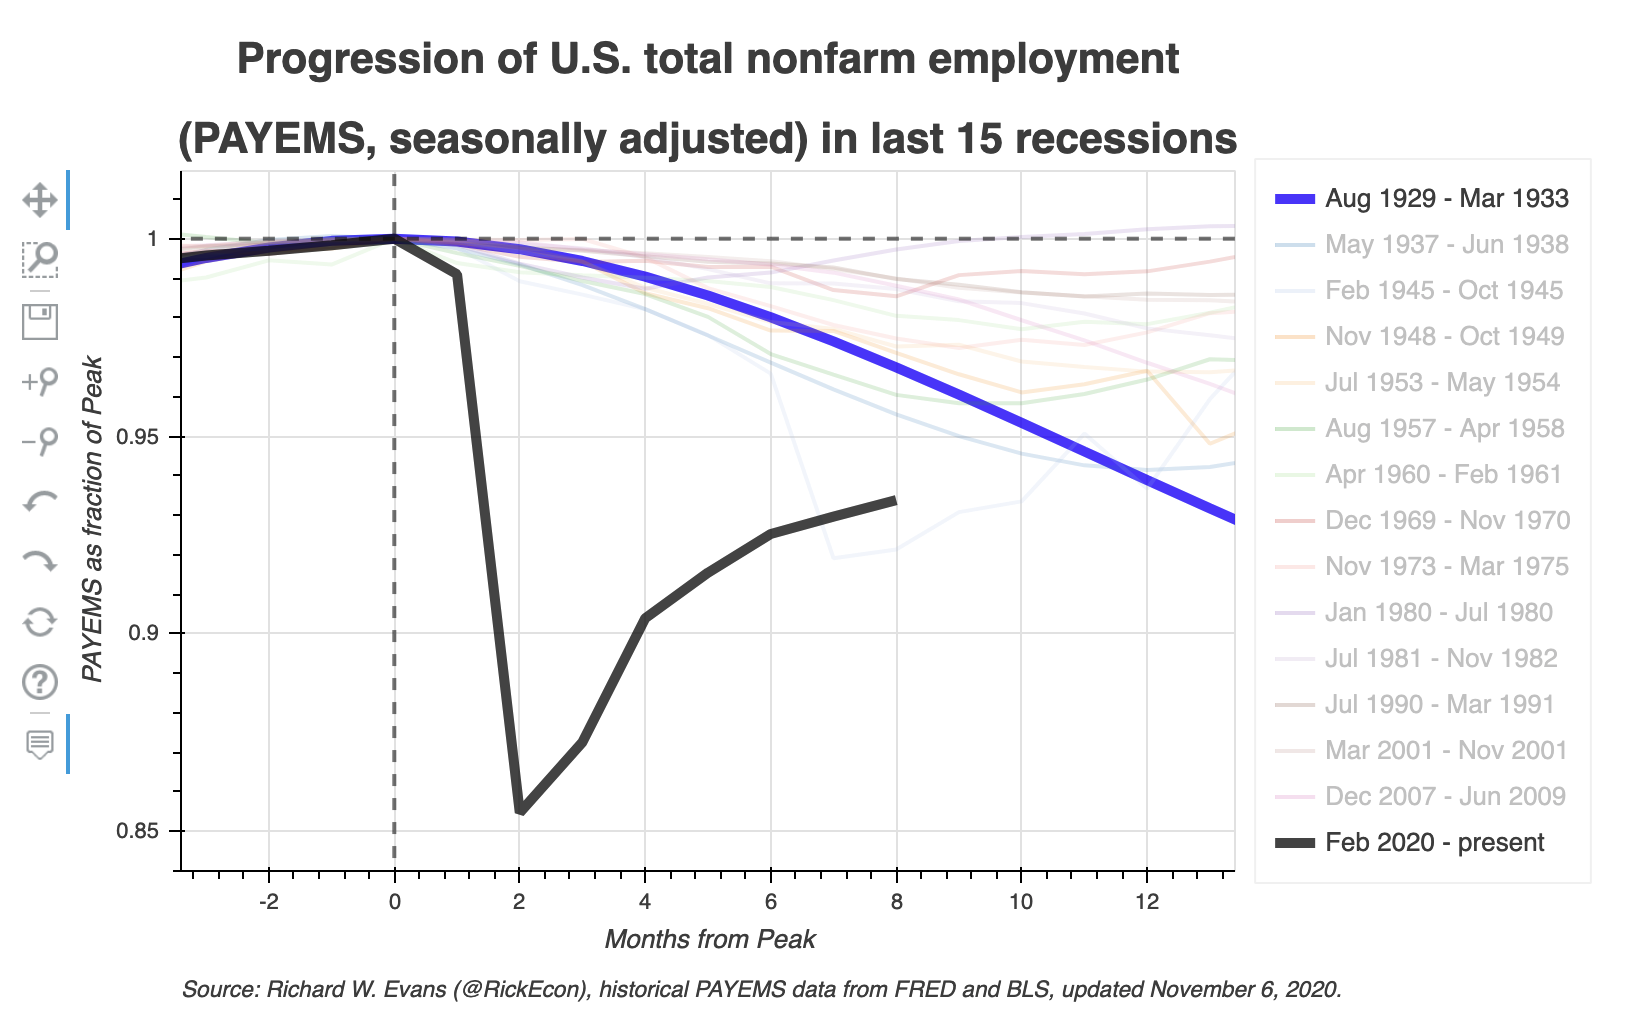 Progression of U.S. total nonfarm employment
(PAYEMS, seasonally adjusted) in last 15 recessions
PAYEMS as fraction of Peak
1
0.95
0.9
0.85
-2 0 2 4 6 8 10 12
Months from Peak
Aug 1929 - Mar 1933
May 1937 - Jun 1938
Feb 1945 - Oct 1945
Nov 1948 - Oct 1949
Jul 1953 - May 1954
Aug 1957 - Apr 1958
Apr 1960 - Feb 1961
Dec 1969 - Nov 1970
Nov 1973 - Mar 1975
Jan 1980 - Jul 1980
Jul 1981 - Nov 1982
Jul 1990 - Mar 1991
Mar 2001 - Nov 2001
Dec 2007 - Jun 2009
Feb 2020 - present
Source: Richard W. Evans (@RickEcon), historical PAYEMS data from FRED and BLS, updated November 6, 2020.